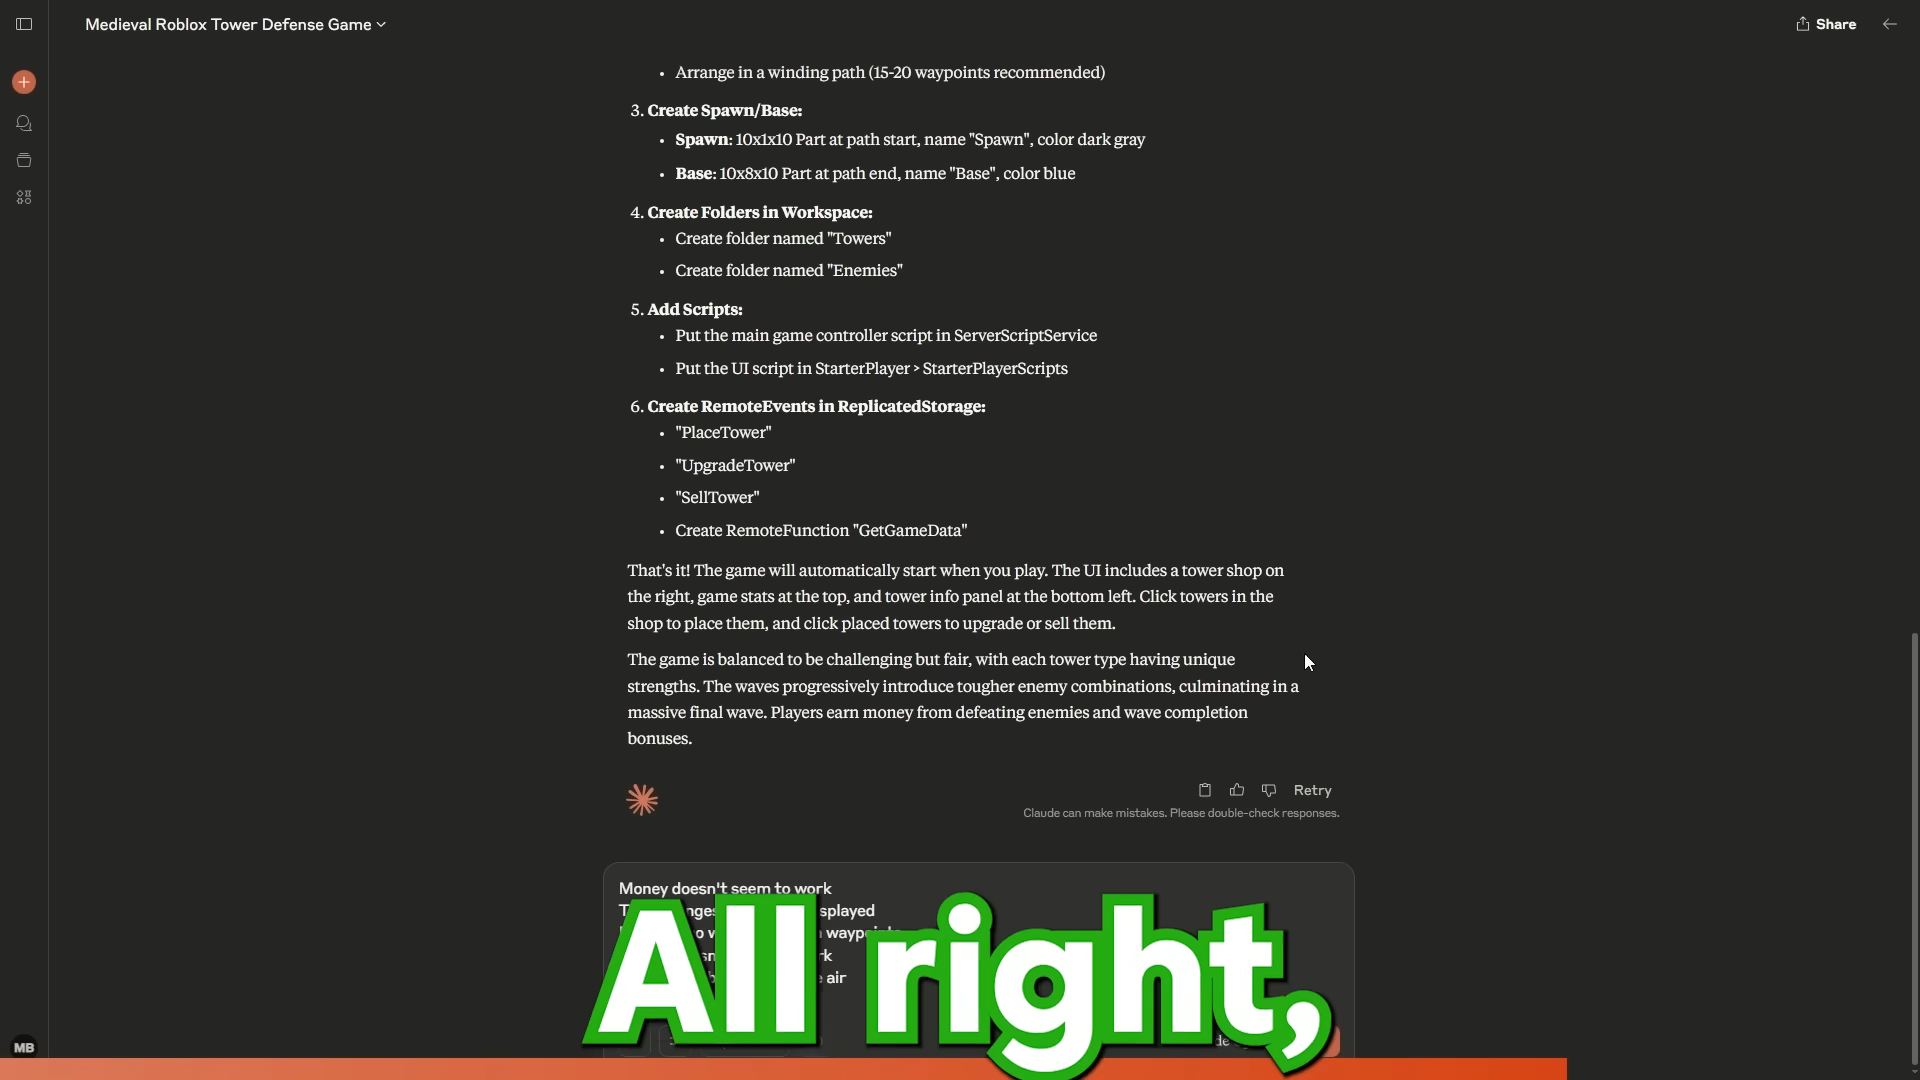 Medieval Roblox Tower Defense Game
Share
• Arrange in a winding path (15-20 waypoints recommended)
3. Create Spawn/Base:
• Spawn: 10x1x10 Part at path start, name "Spawn", color dark gray
• Base: 10x8x10 Part at path end, name "Base", color blue
4. Create Folders in Workspace:
• Create folder named "Towers"
• Create folder named "Enemies"
5. Add Scripts:
• Put the main game controller script in ServerScriptService
• Put the UI script in StarterPlayer > StarterPlayerScripts
6. Create RemoteEvents in ReplicatedStorage:
• "PlaceTower"
• "UpgradeTower"
• "SellTower"
• Create RemoteFunction "GetGameData"
That's it! The game will automatically start when you play. The UI includes a tower shop on
the right, game stats at the top, and tower info panel at the bottom left. Click towers in the
shop to place them, and click placed towers to upgrade or sell them.
The game is balanced to be challenging but fair, with each tower type having unique
strengths. The waves progressively introduce tougher enemy combinations, culminating in a
massive final wave. Players earn money from defeating enemies and wave completion
bonuses.
Retry
Claude can make mistakes. Please double-check responses.
Money doesn't seem to work
air
All right,
MB